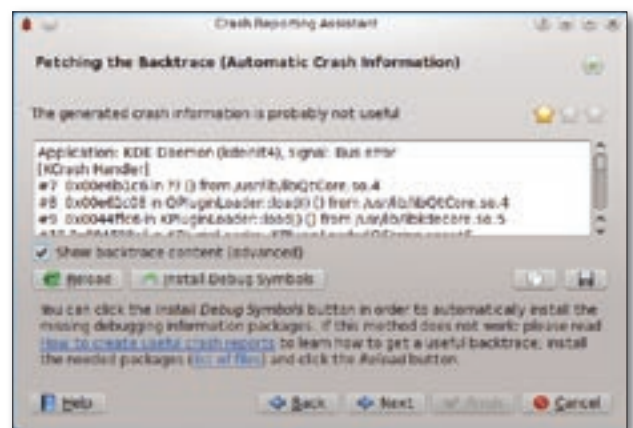 Crash Reporting Assistant
Fetching the Backtrace (Automatic Crash Information)
The generated crash information is probably not useful
Application: KDE Daemon (kdeinit4), signal: Bus error
[KCrash Handler]
#7 in ?? () from /usr/lib/libQtCore.so.4
#8 in QPluginLoader::load() () from /usr/lib/libQtCore.so.4
#9 in KPluginLoader::load() () from /usr/lib/libkdecore.so.5
Show backtrace content (advanced)
Reload Install Debug Symbols
You can click the Install Debug Symbols button in order to automatically install the
missing debugging information packages. If this method does not work: please read
How to create useful crash reports to learn how to get a useful backtrace; install
the needed packages (list of files) and click the Reload button.
Help Back Next Finish Cancel